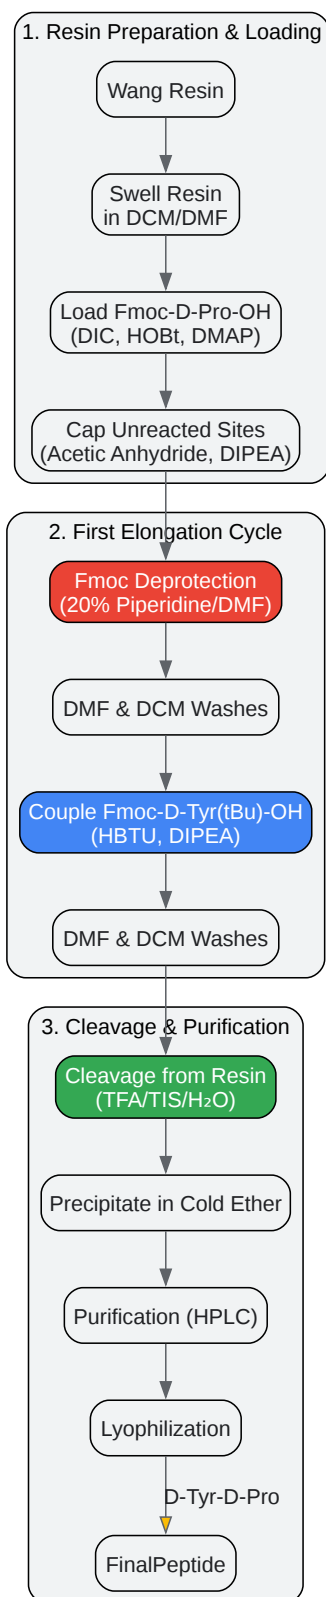 1. Resin Preparation & Loading
Wang Resin
Swell Resin
in DCM/DMF
Load Fmoc-D-Pro-OH
(DIC, HOBt, DMAP)
Cap Unreacted Sites
(Acetic Anhydride, DIPEA)
2. First Elongation Cycle
Fmoc Deprotection
(20% Piperidine/DMF)
DMF & DCM Washes
Couple Fmoc-D-Tyr(tBu)-OH
(HBTU, DIPEA)
DMF & DCM Washes
3. Cleavage & Purification
Cleavage from Resin
(TFA/TIS/H₂O)
Precipitate in Cold Ether
Purification (HPLC)
Lyophilization
D-Tyr-D-Pro
FinalPeptide